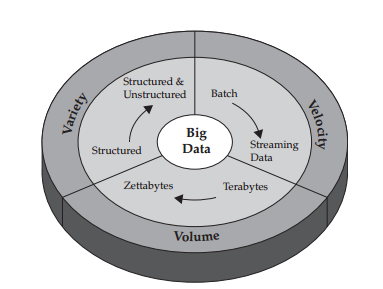 Structured &
Unstructured
Batch
Variety
Velocity
Big
Data
Structured
Streaming
Data
Zettabytes
Terabytes
Volume